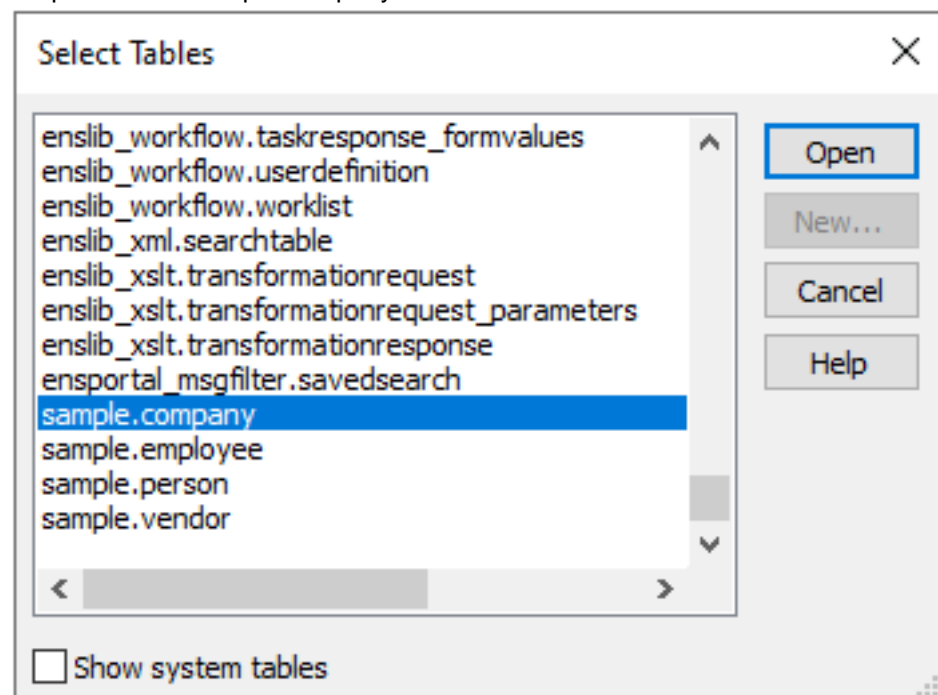 Select Tables
enslib_workflow.taskresponse_formvalues
enslib_workflow.userdefinition
enslib_workflow.worklist
enslib_xml.searchtable
enslib_xslt.transformationrequest
enslib_xslt.transformationrequest_parameters
enslib_xslt.transformationresponse
ensportal_msgfilter.savedsearch
sample.company
sample.employee
sample.person
sample.vendor
Open
New...
Cancel
Help
Show system tables